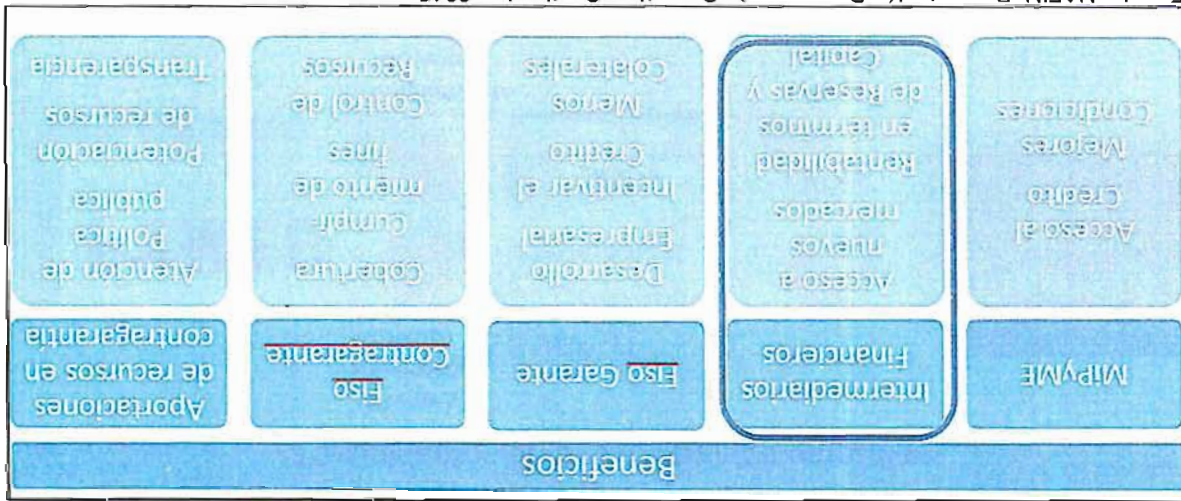 Beneficios
MiPyME
Acceso al
Crédito
Mejores
Condiciones
Intermediarios
Financieros
Acceso a
nuevos
mercados
Rentabilidad
en términos
de Reservas y
Capital
Fiso Garante
Desarrollo
Empresarial
Incentivar el
Crédito
Menos
Colaterales
Fiso
Contragarante
Cobertura
Cumpli-
miento de
fines
Control de
Recursos
Aportaciones
de recursos en
contragarantía
Atención de
Política
pública
Potenciación
de recursos
Transparencia